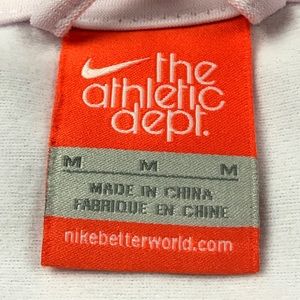 the
athletic
dept.
M M M
MADE IN CHINA
FABRIQUE EN CHINE
nikebetterworld.com